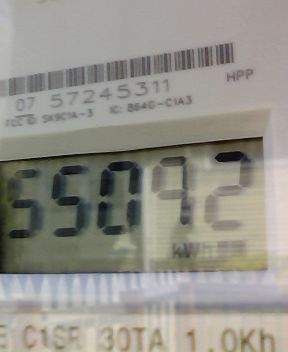 07 57245311
HPP
FCC ID: SK9C1A-3 IC: 864G-C1A3
55092
kWh
C1SR 30TA 1.0Kh